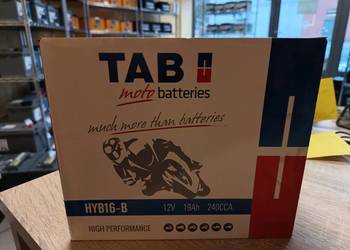 TAB
moto batteries
much more than batteries
HYB16-B 12V 19Ah 240CCA
HIGH PERFORMANCE